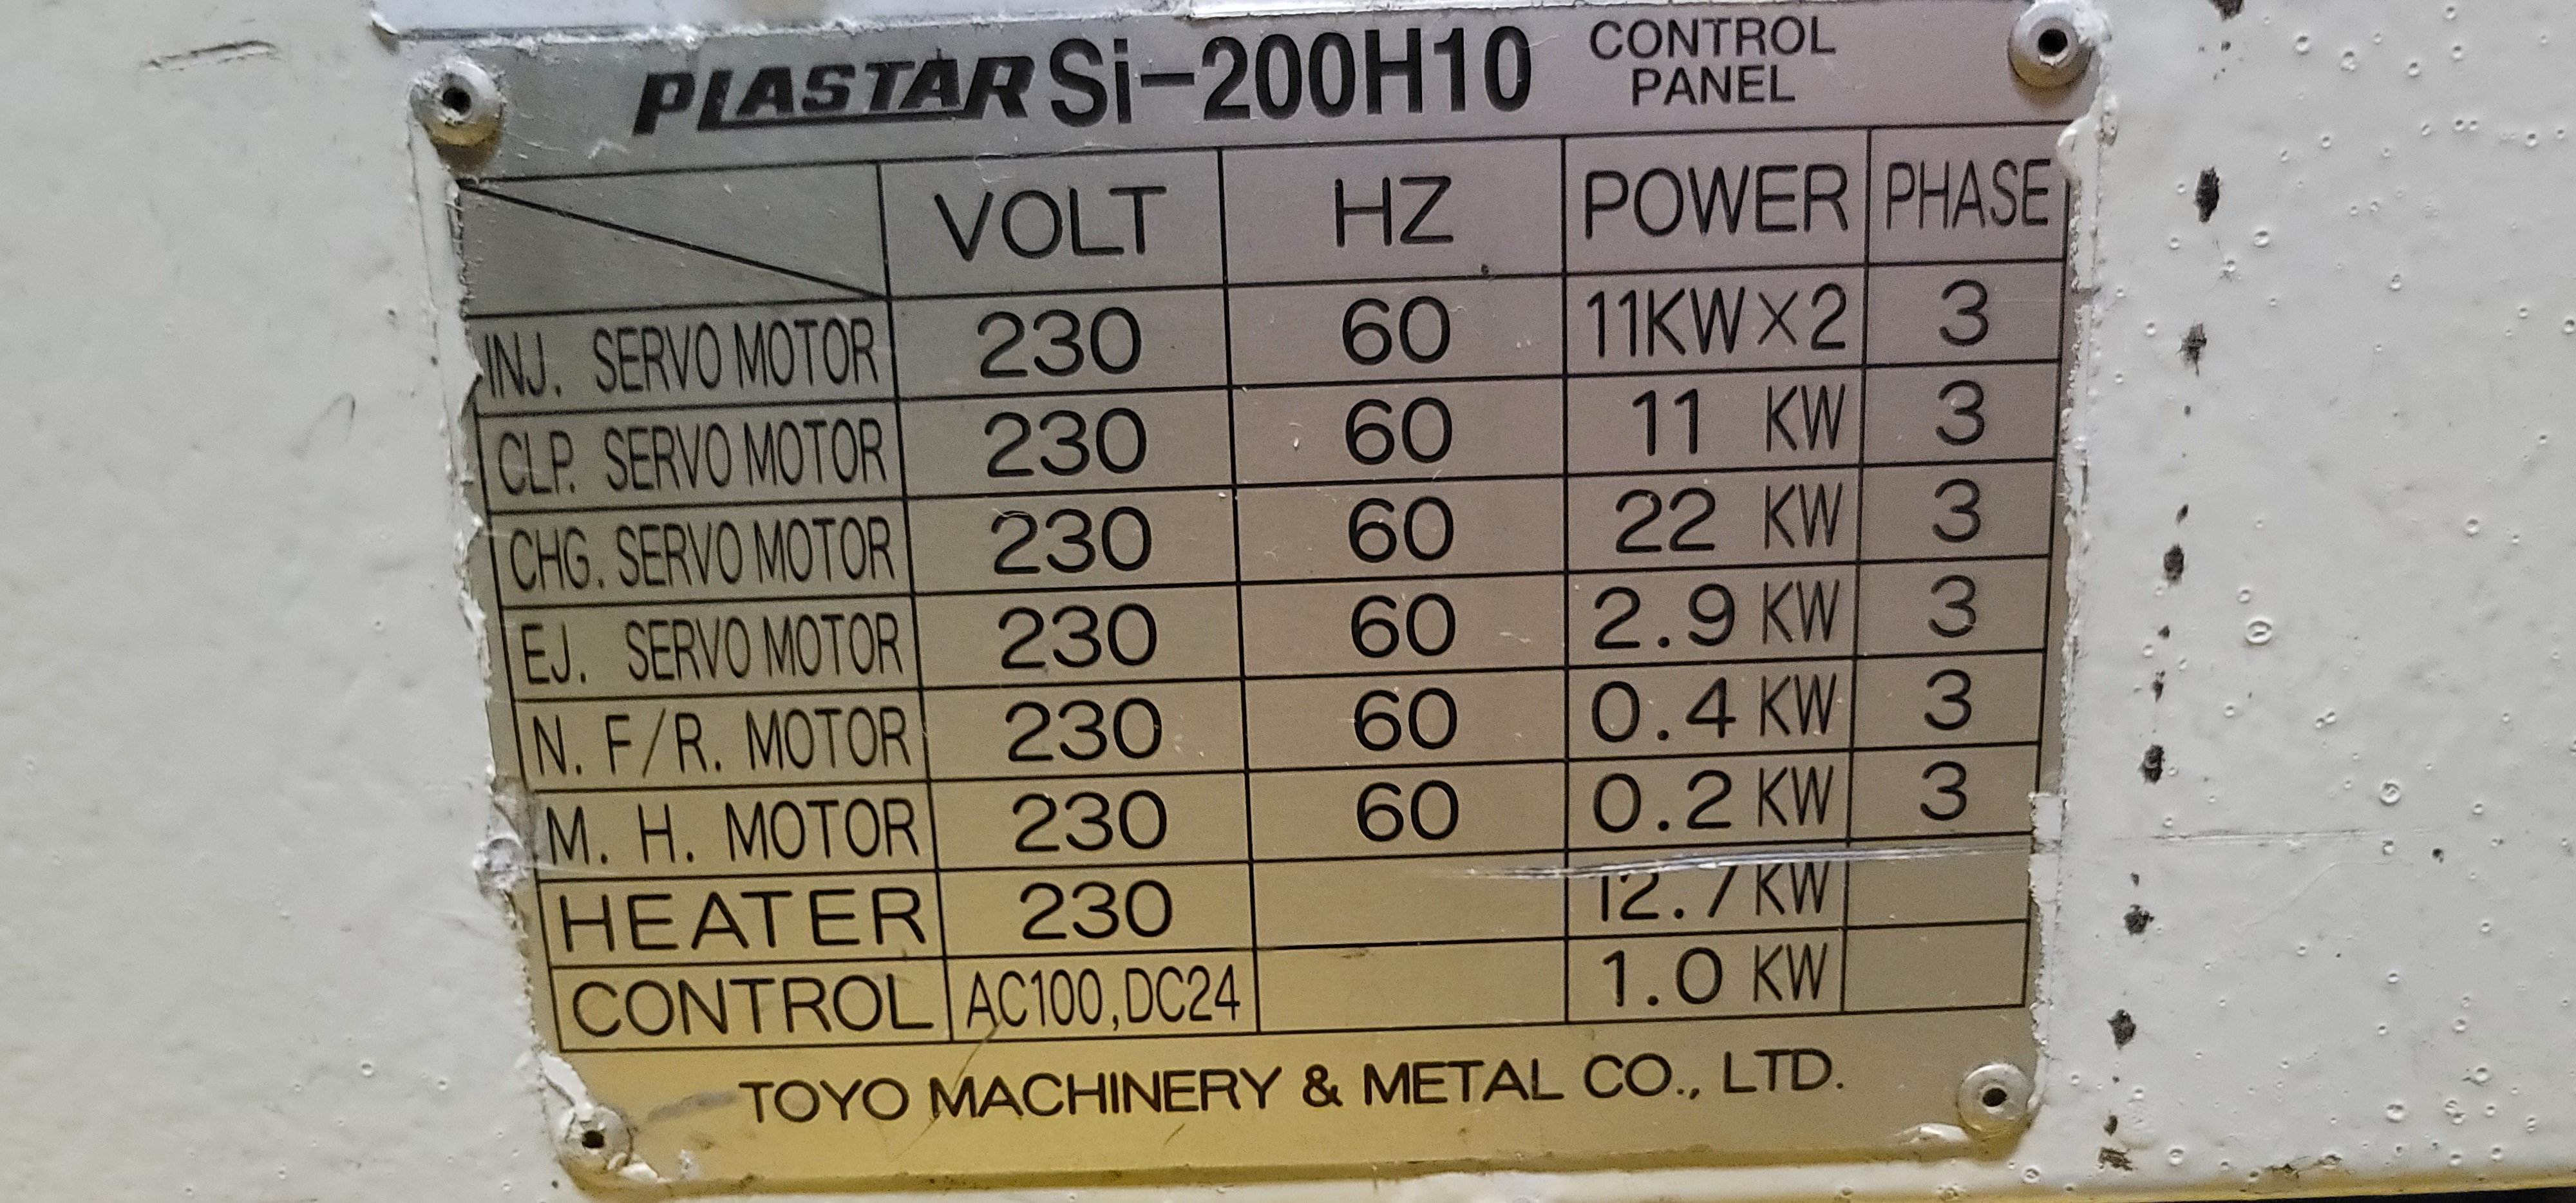 PLASTAR Si-200H10 CONTROL PANEL
VOLT HZ POWER PHASE
INJ. SERVO MOTOR 230 60 11KW×2 3
CLP. SERVO MOTOR 230 60 11 KW 3
CHG. SERVO MOTOR 230 60 22 KW 3
EJ. SERVO MOTOR 230 60 2.9 KW 3
N. F/R. MOTOR 230 60 0.4 KW 3
M. H. MOTOR 230 60 0.2 KW 3
HEATER 230 12.7 KW
CONTROL AC100,DC24 1.0 KW
TOYO MACHINERY & METAL CO., LTD.